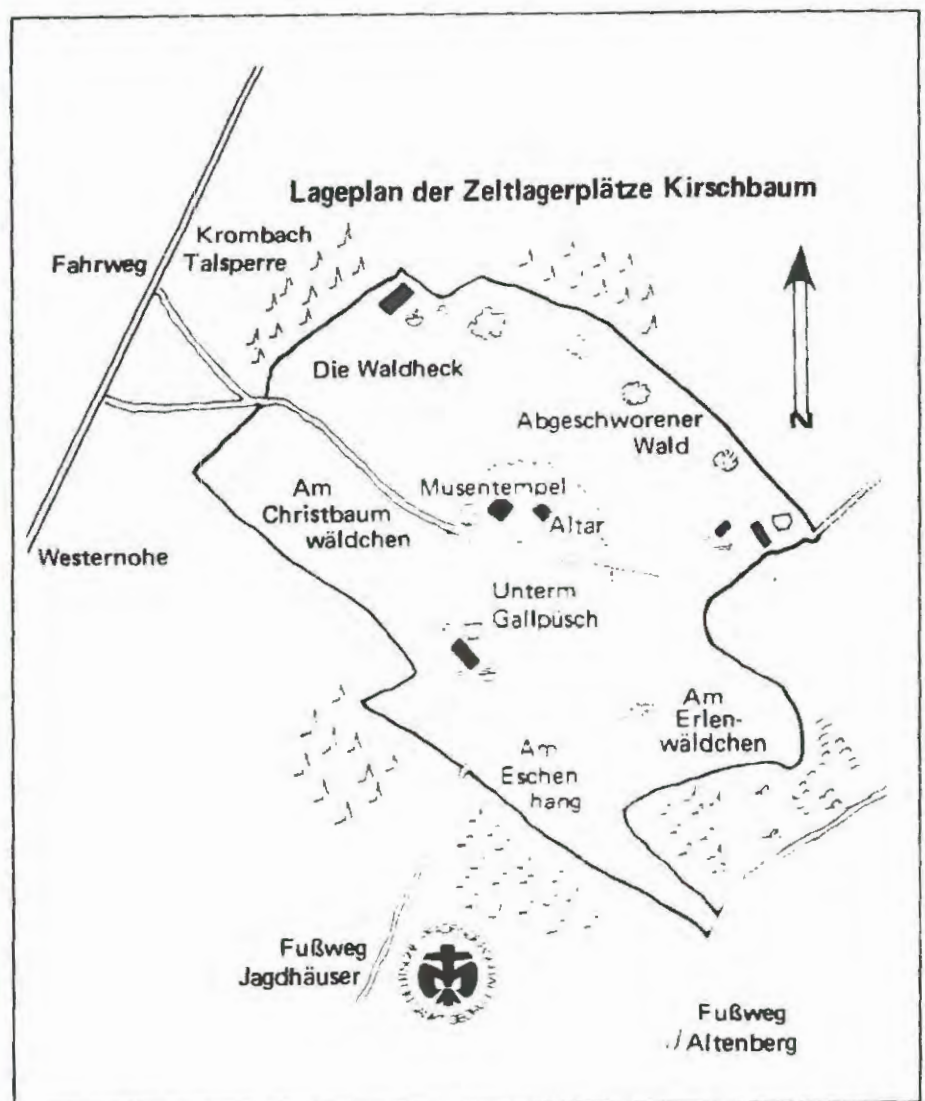 Lageplan der Zeltlagerplätze Kirschbaum
Krombach
Talsperre
Fahrweg
Die Waldheck
Abgeschworener
Wald
N
Am
Christbaum
wäldchen
Musentempel
Altar
Westernohe
Unterm
Gallpüsch
Am
Erlen-
wäldchen
Am
Eschen
hang
Fußweg
Jagdhäuser
Fußweg
Altenberg